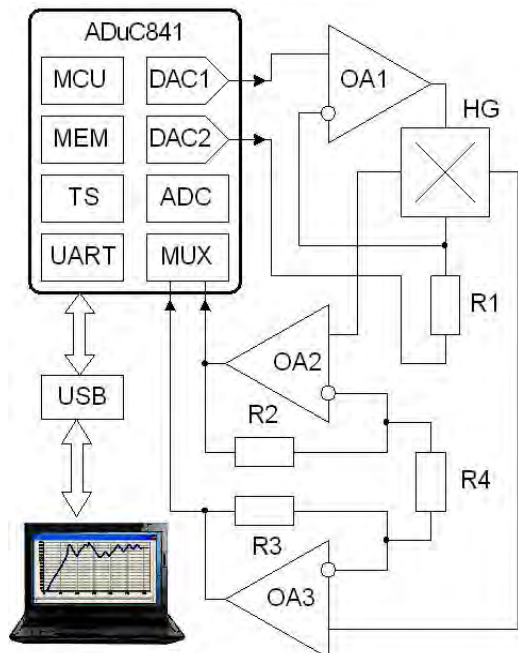 ADuC841
MCU
DAC1
OA1
HG
MEM
DAC2
TS
ADC
UART
MUX
R1
OA2
USB
R2
R4
R3
OA3